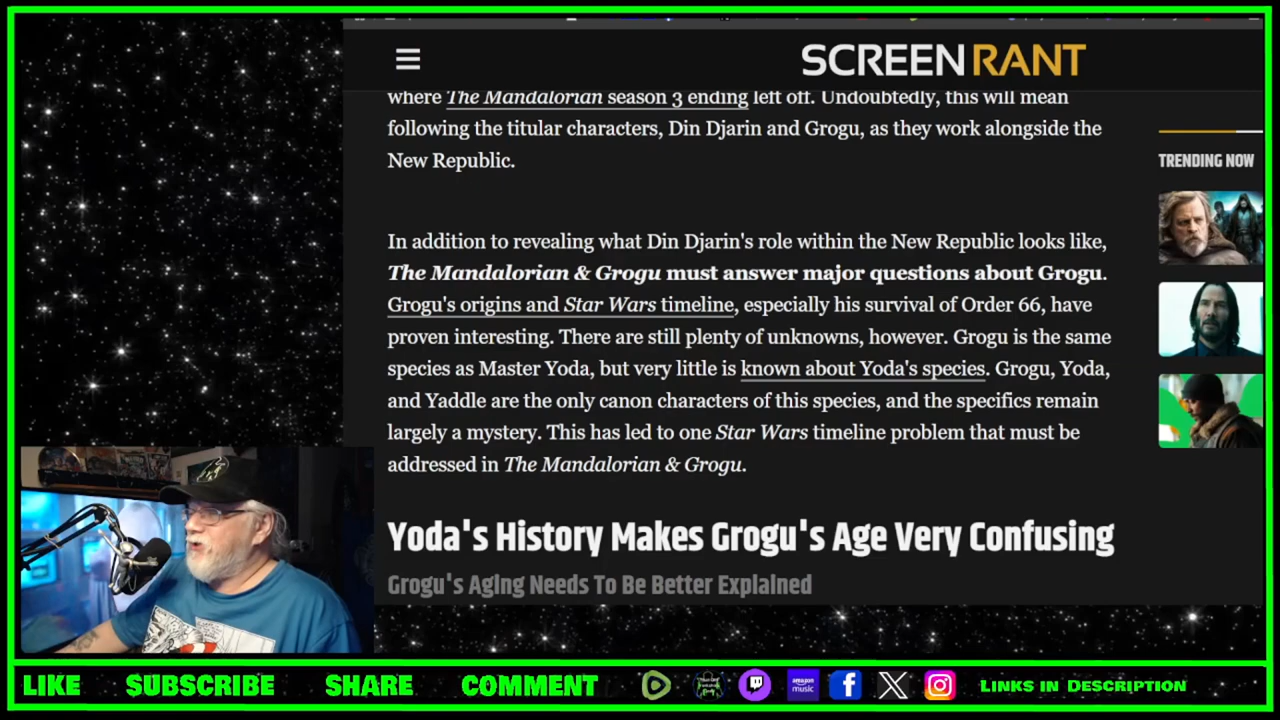 SCREENRANT
where The Mandalorian season 3 ending left off. Undoubtedly, this will mean
following the titular characters, Din Djarin and Grogu, as they work alongside the
New Republic.
TRENDING NOW
In addition to revealing what Din Djarin's role within the New Republic looks like,
The Mandalorian & Grogu must answer major questions about Grogu.
Grogu's origins and Star Wars timeline, especially his survival of Order 66, have
proven interesting. There are still plenty of unknowns, however. Grogu is the same
species as Master Yoda, but very little is known about Yoda's species. Grogu, Yoda,
and Yaddle are the only canon characters of this species, and the specifics remain
largely a mystery. This has led to one Star Wars timeline problem that must be
addressed in The Mandalorian & Grogu.
Yoda's History Makes Grogu's Age Very Confusing
Grogu's Aging Needs To Be Better Explained
LIKE $UBSCRIBE SHARE COMMENT amazon music LINKS IN DESCRIPTION